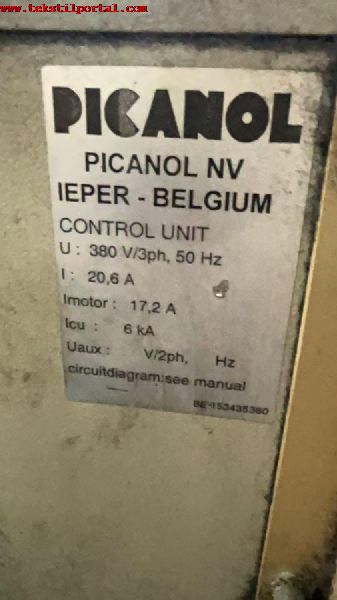 www.tekstilportal.com
PICANOL
PICANOL NV
IEPER - BELGIUM
CONTROL UNIT
U : 380 V/3ph, 50 Hz
I : 20,6 A
Imotor : 17,2 A
Icu : 6 kA
Uaux : V/2ph, Hz
circuitdiagram:see manual
BE-153435380